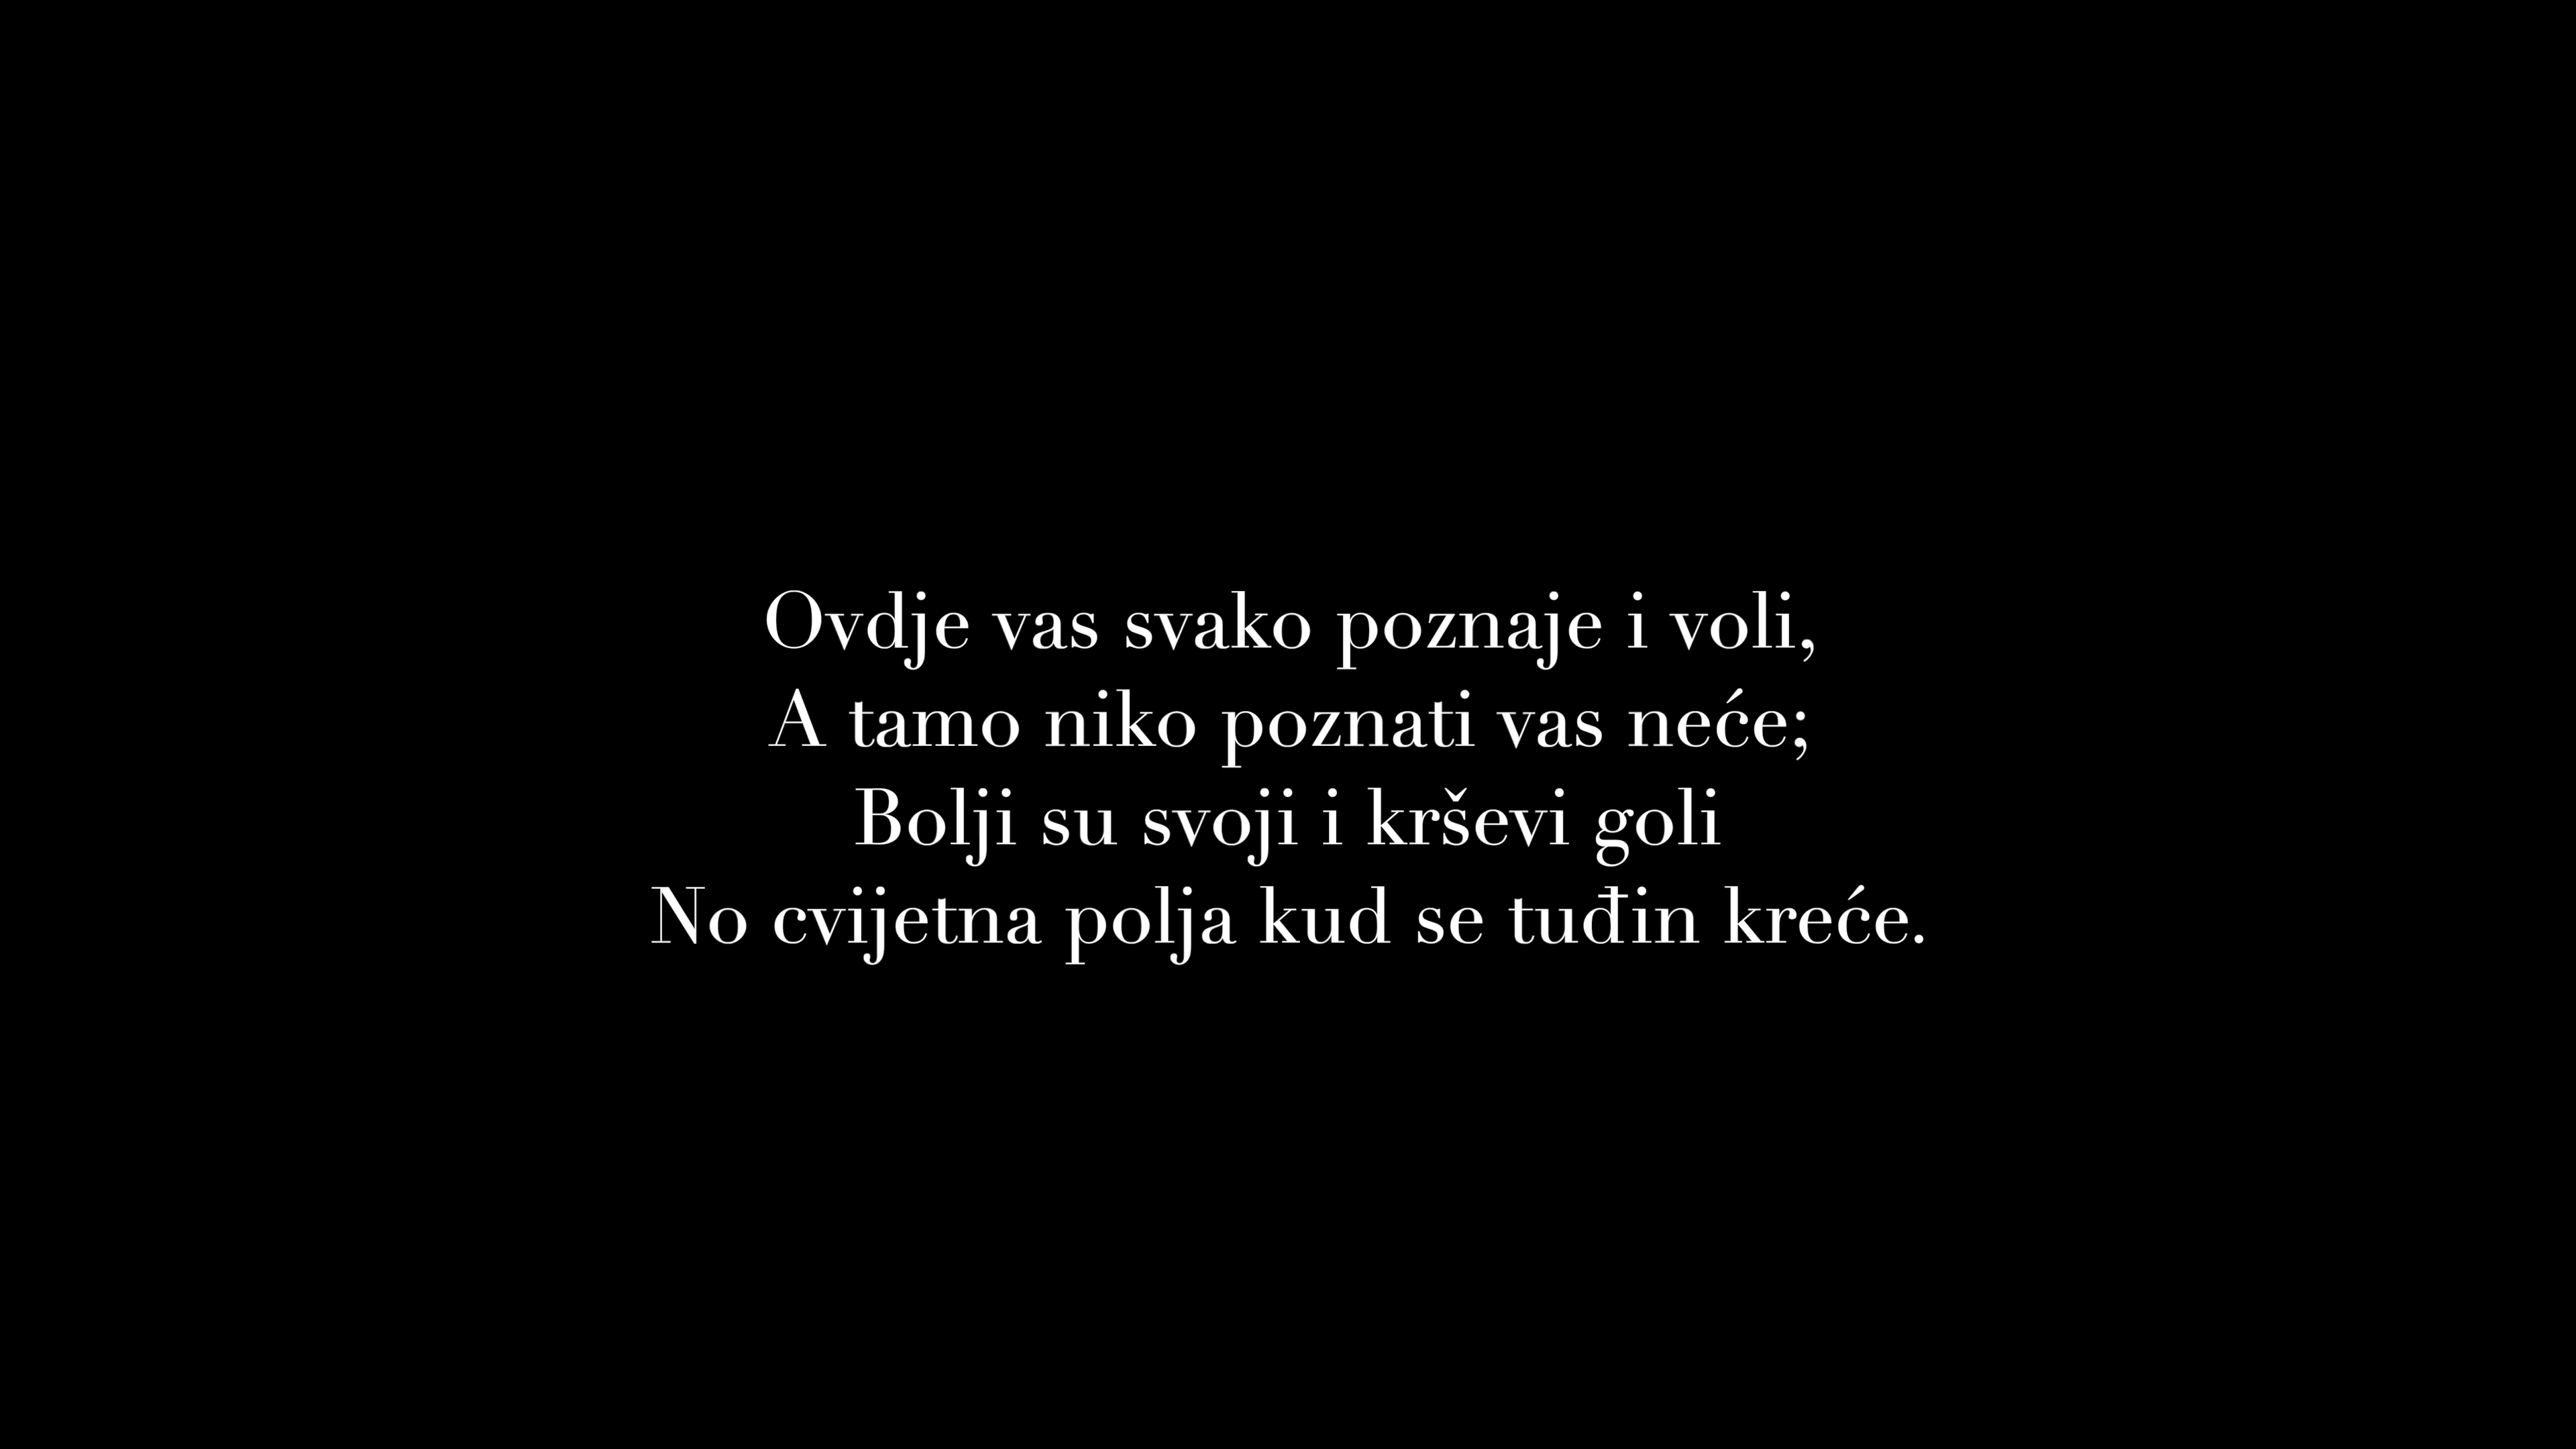 Ovdje vas svako poznaje i voli,
A tamo niko poznati vas neće;
Bolji su svoji i krševi goli
No cvijetna polja kud se tuđin kreće.